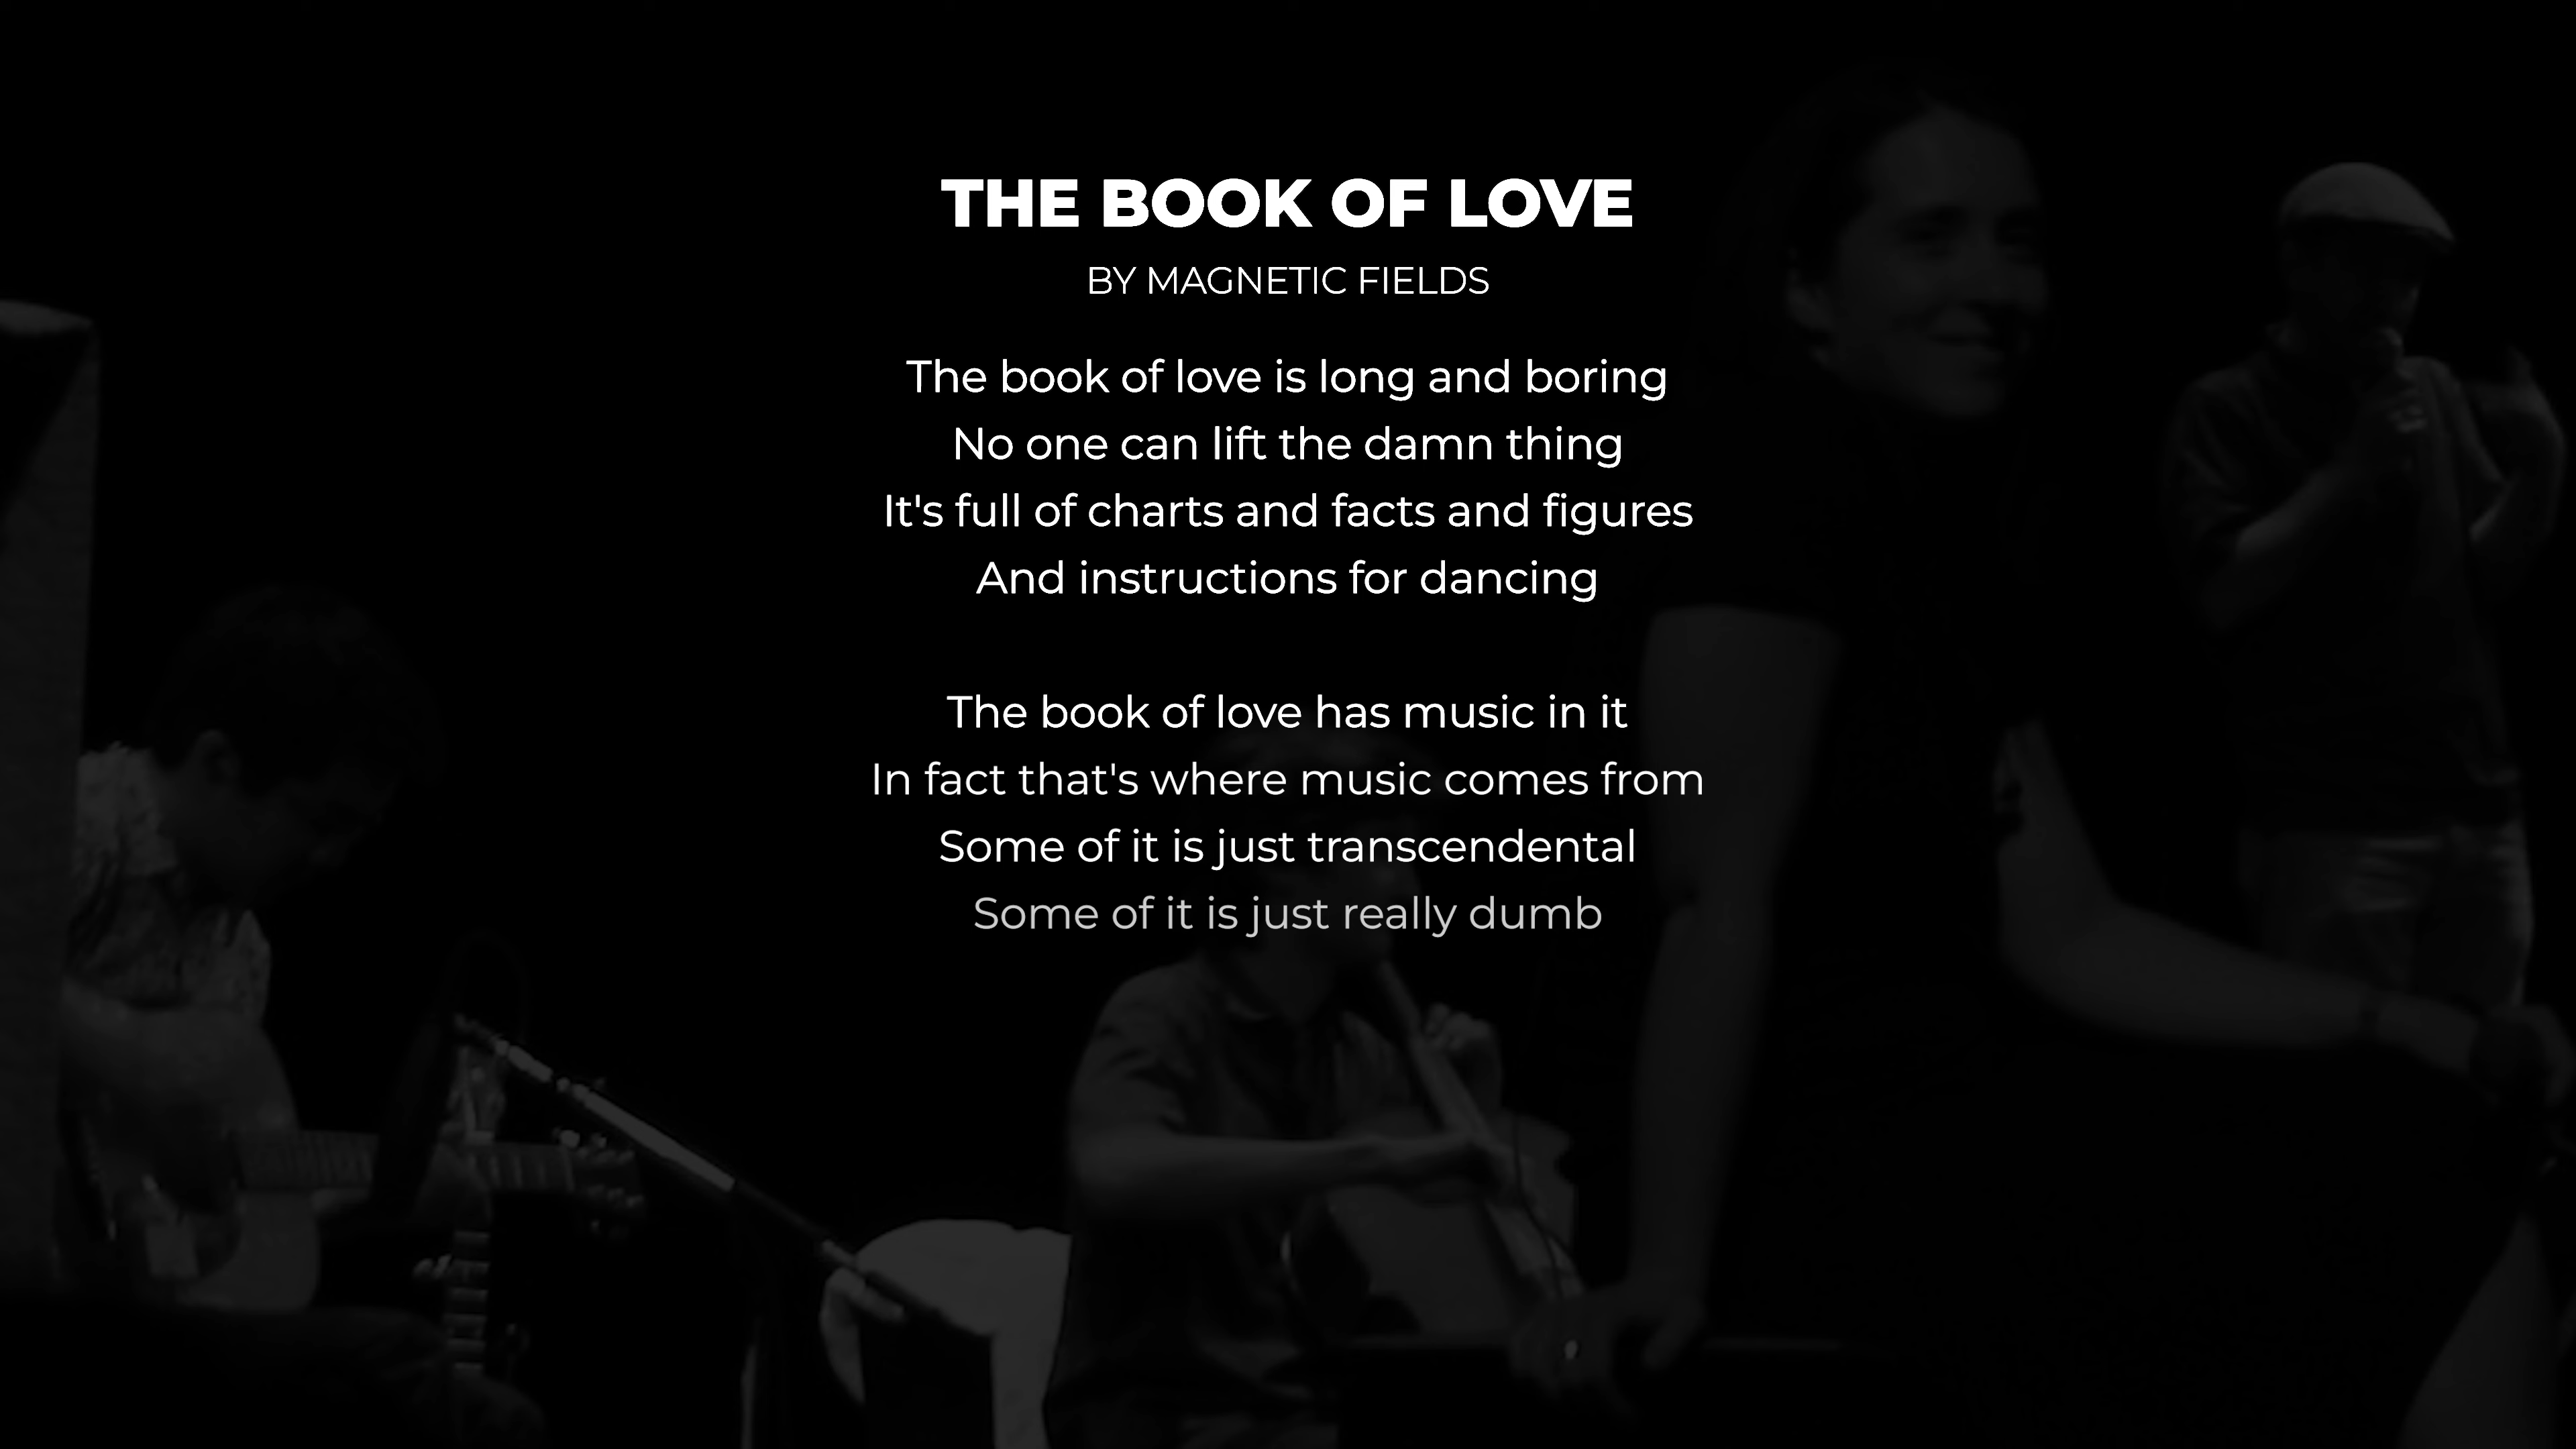 THE BOOK OF LOVE
BY MAGNETIC FIELDS
The book of love is long and boring
No one can lift the damn thing
It's full of charts and facts and figures
And instructions for dancing
The book of love has music in it
In fact that's where music comes from
Some of it is just transcendental
Some of it is just really dumb